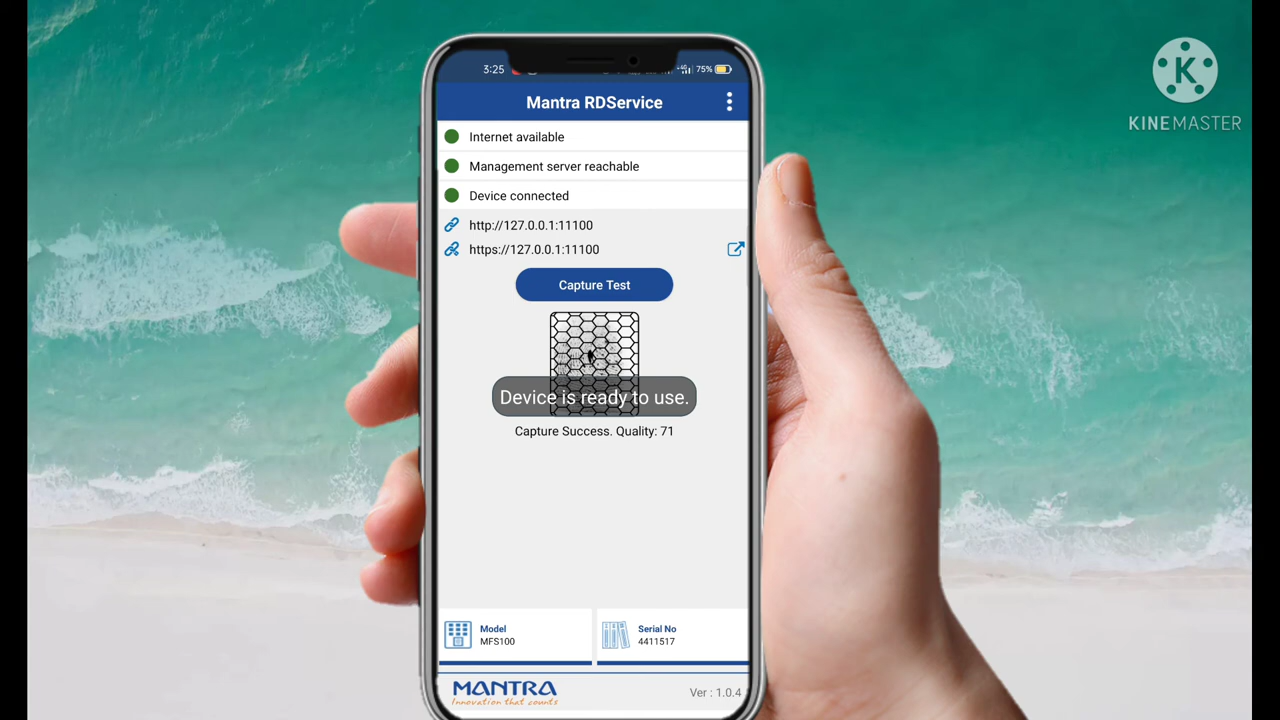 3:25
75%
Mantra RDService
Internet available
Management server reachable
Device connected
http://127.0.0.1:11100
https://127.0.0.1:11100
Capture Test
Device is ready to use.
Capture Success. Quality: 71
Model
MFS100
Serial No
4411517
MANTRA
Innovation that counts
Ver : 1.0.4
K
KINEMASTER